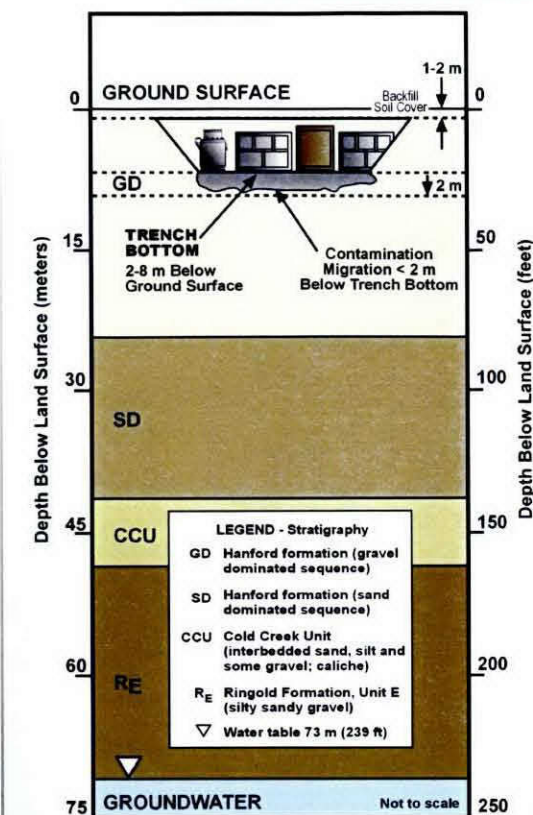 1-2 m
GROUND SURFACE
Backfill
Soil Cover
0
0
GD
2 m
TRENCH
BOTTOM
2-8 m Below
Ground Surface
Contamination
Migration < 2 m
Below Trench Bottom
15
50
Depth Below Land Surface (meters)
Depth Below Land Surface (feet)
30
100
SD
45
150
CCU
LEGEND - Stratigraphy
GD Hanford formation (gravel
dominated sequence)
SD Hanford formation (sand
dominated sequence)
CCU Cold Creek Unit
(interbedded sand, silt and
some gravel; caliche)
RE Ringold Formation, Unit E
(silty sandy gravel)
▽ Water table 73 m (239 ft)
60
200
RE
75
GROUNDWATER
Not to scale
250